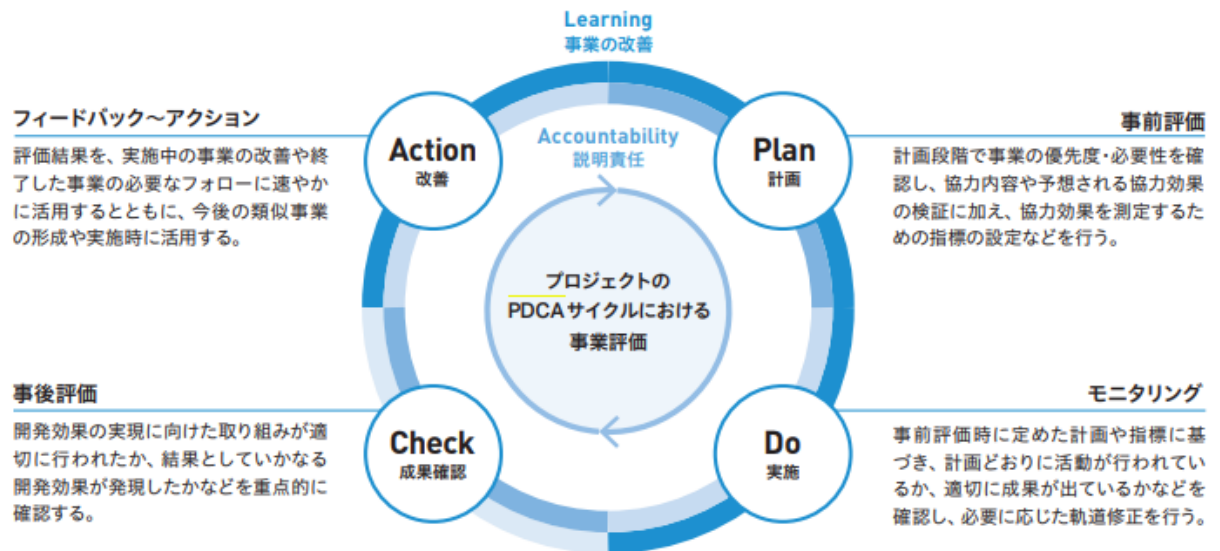 Learning
事業の改善
フィードバック～アクション
評価結果を、実施中の事業の改善や終
了した事業の必要なフォローに速やか
に活用するとともに、今後の類似事業
の形成や実施時に活用する。
Action
改善
Accountability
説明責任
Plan
計画
事前評価
計画段階で事業の優先度・必要性を確
認し、協力内容や予想される協力効果
の検証に加え、協力効果を測定するた
めの指標の設定などを行う。
プロジェクトの
PDCAサイクルにおける
事業評価
事後評価
開発効果の実現に向けた取り組みが適
切に行われたか、結果としていかなる
開発効果が発現したかなどを重点的に
確認する。
Check
成果確認
Do
実施
モニタリング
事前評価時に定めた計画や指標に基
づき、計画どおりに活動が行われてい
るか、適切に成果が出ているかなどを
確認し、必要に応じた軌道修正を行う。